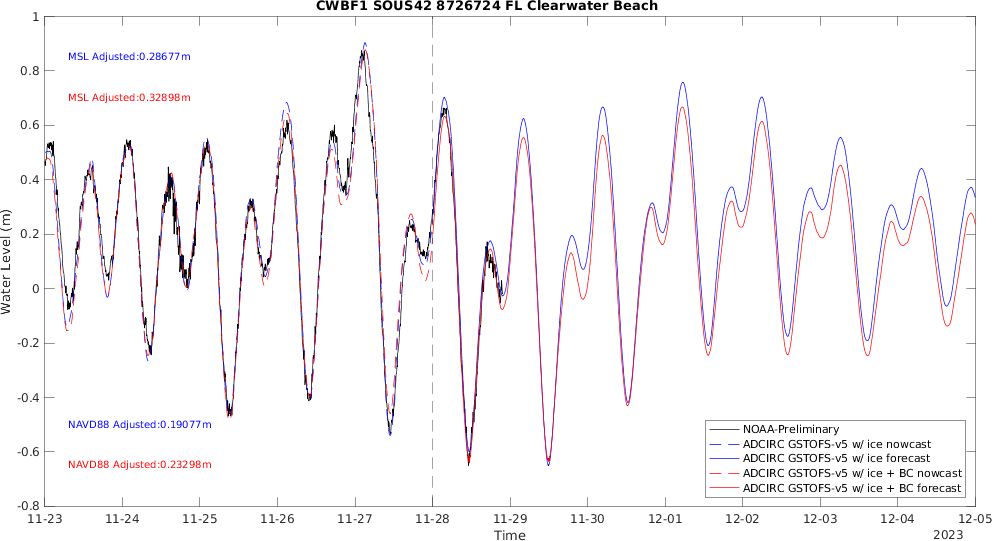 CWBF1 SOUS42 8726724 FL Clearwater Beach
1
0.8
0.6
0.4
0.2
0
-0.2
-0.4
-0.6
-0.8
Water Level (m)
MSL Adjusted:0.28677m
MSL Adjusted:0.32898m
NAVD88 Adjusted:0.19077m
NAVD88 Adjusted:0.23298m
NOAA-Preliminary
ADCIRC GSTOFS-v5 w/ ice nowcast
ADCIRC GSTOFS-v5 w/ ice forecast
ADCIRC GSTOFS-v5 w/ ice + BC nowcast
ADCIRC GSTOFS-v5 w/ ice + BC forecast
11-23 11-24 11-25 11-26 11-27 11-28 11-29 11-30 12-01 12-02 12-03 12-04 12-05
Time
2023